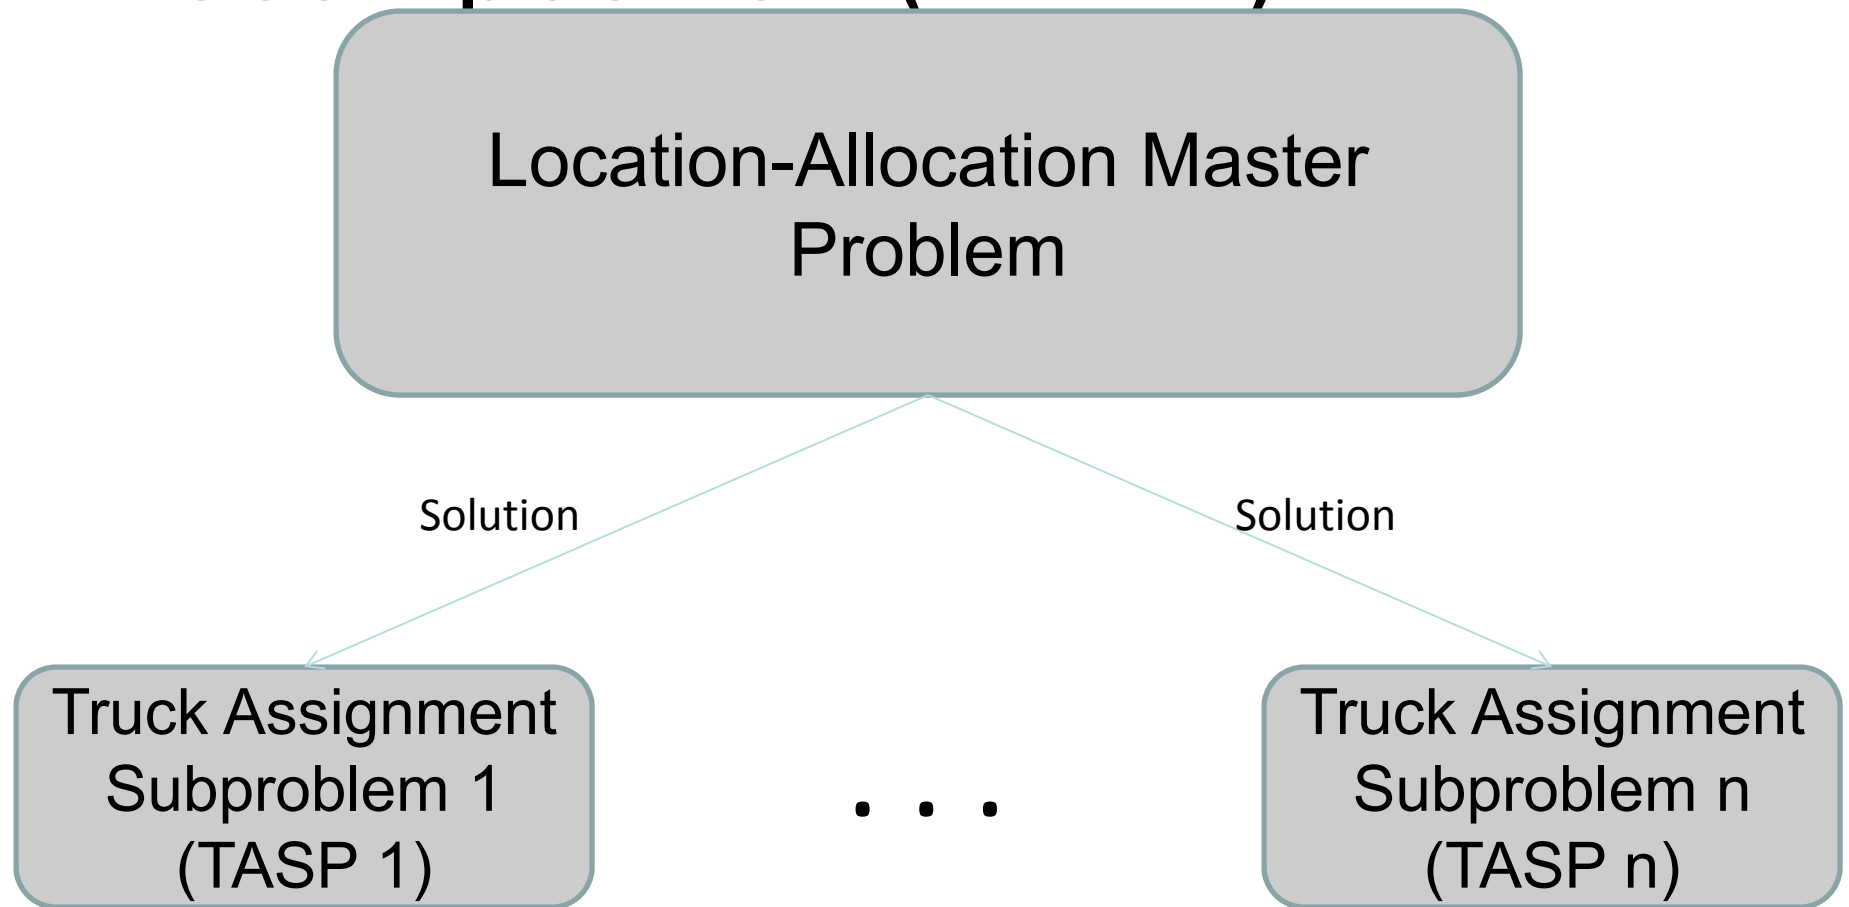 Location-Allocation Master
Problem
Solution
Solution
Truck Assignment
Subproblem 1
(TASP 1)
. . .
Truck Assignment
Subproblem n
(TASP n)